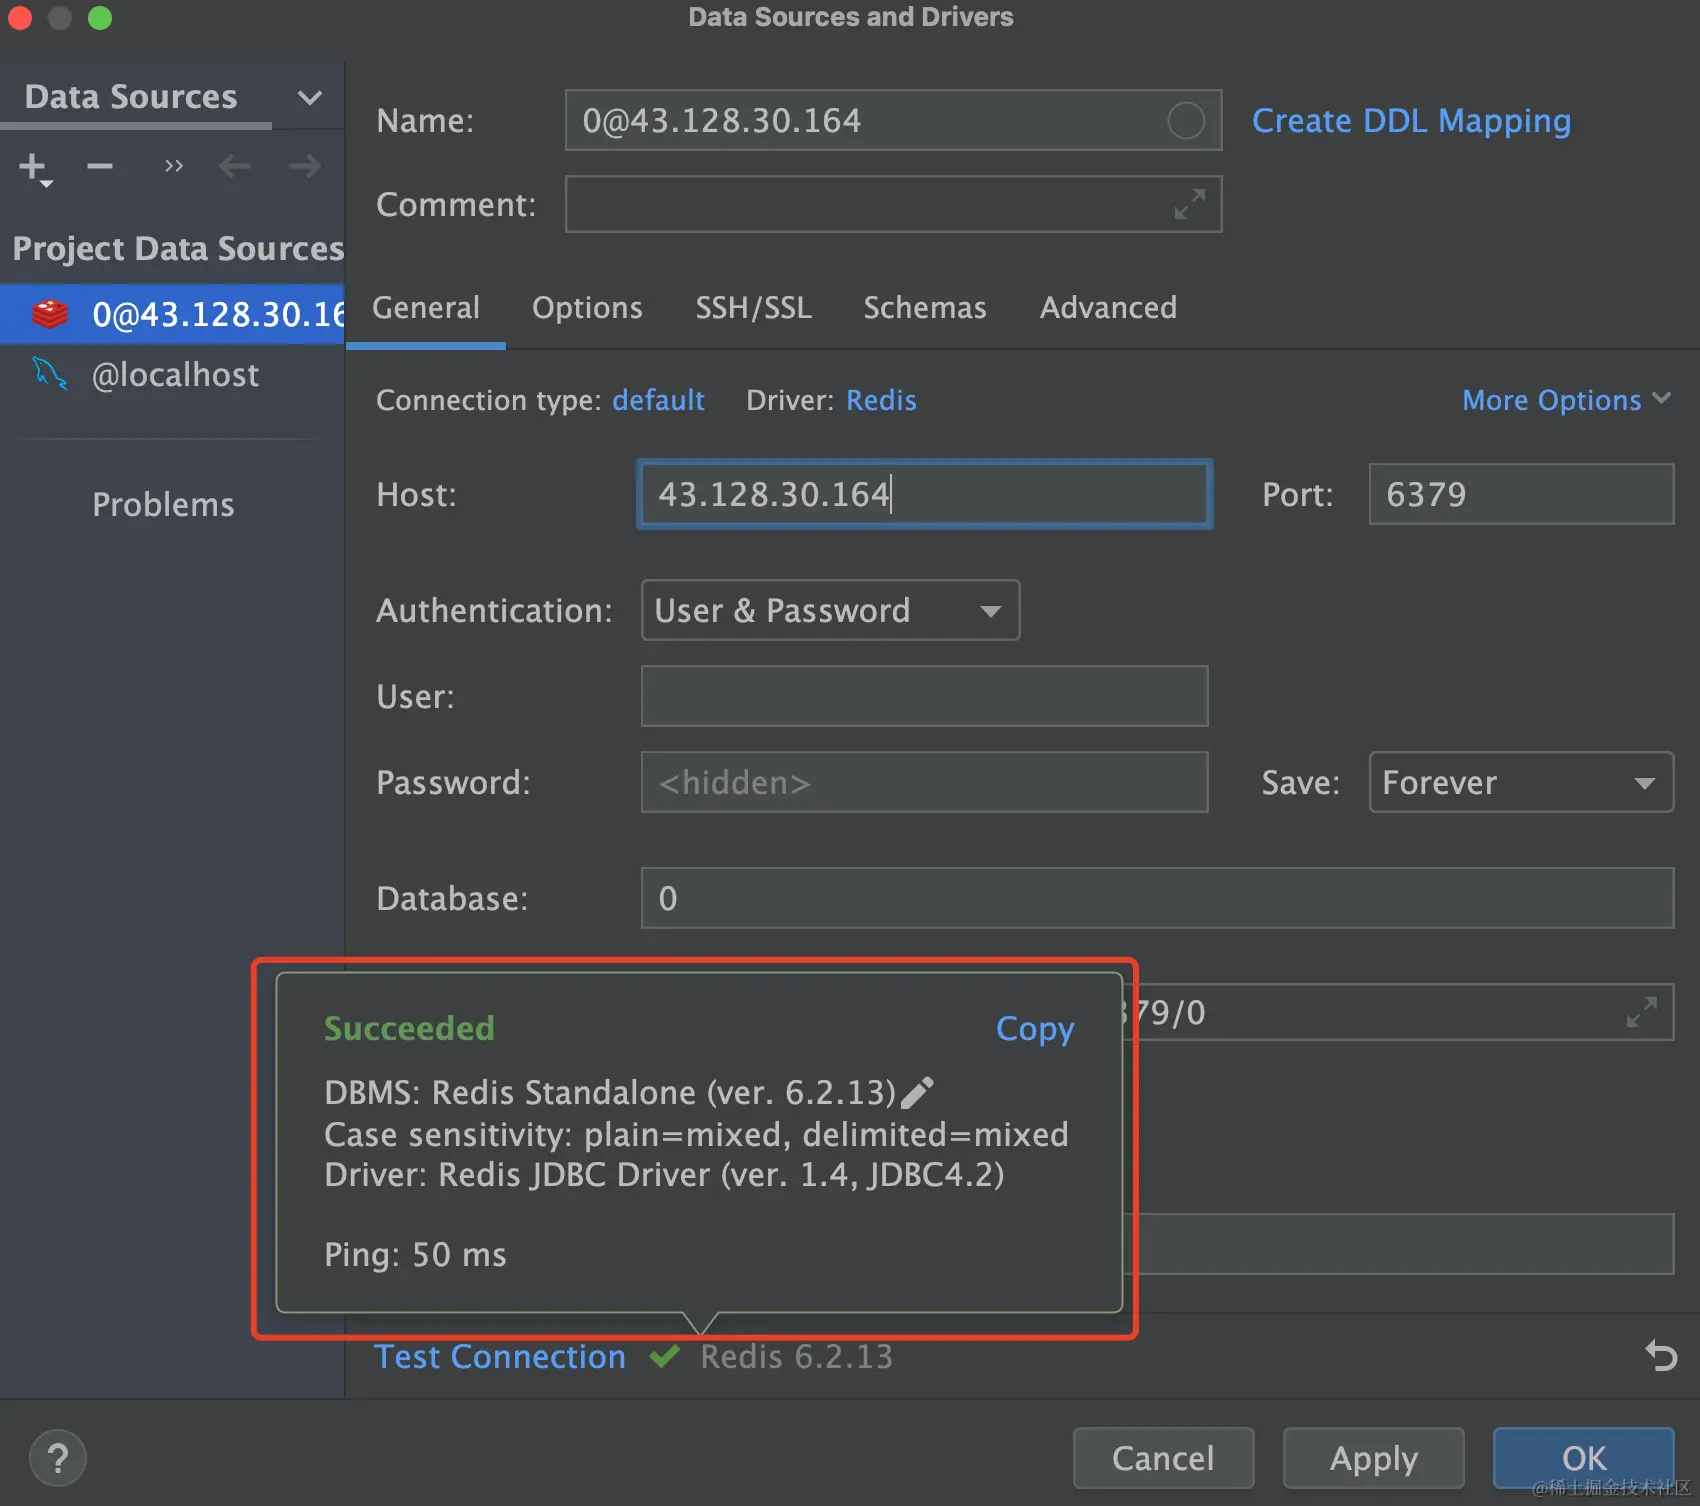 Data Sources and Drivers
Data Sources
Name: 0@43.128.30.164 Create DDL Mapping
Comment:
Project Data Sources
0@43.128.30.16
@localhost
Problems
General Options SSH/SSL Schemas Advanced
Connection type: default Driver: Redis More Options
Host: 43.128.30.164 Port: 6379
Authentication: User & Password
User:
Password: <hidden> Save: Forever
Database: 0
379/0
Succeeded Copy
DBMS: Redis Standalone (ver. 6.2.13)
Case sensitivity: plain=mixed, delimited=mixed
Driver: Redis JDBC Driver (ver. 1.4, JDBC4.2)
Ping: 50 ms
Test Connection Redis 6.2.13
? Cancel Apply OK
@稀土掘金技术社区